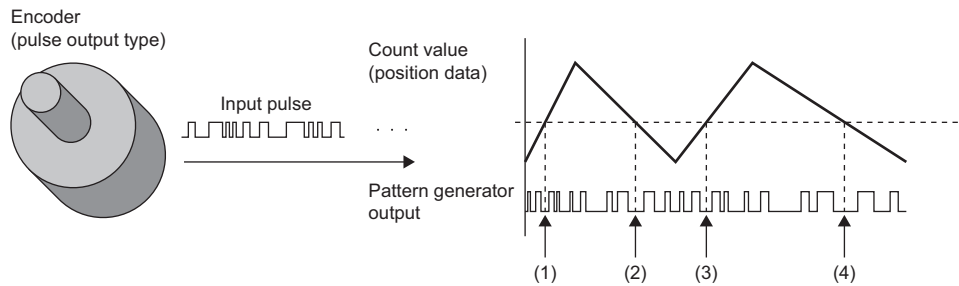 Encoder
(pulse output type)
Input pulse
. . .
Count value
(position data)
Pattern generator
output
(1)
(2)
(3)
(4)